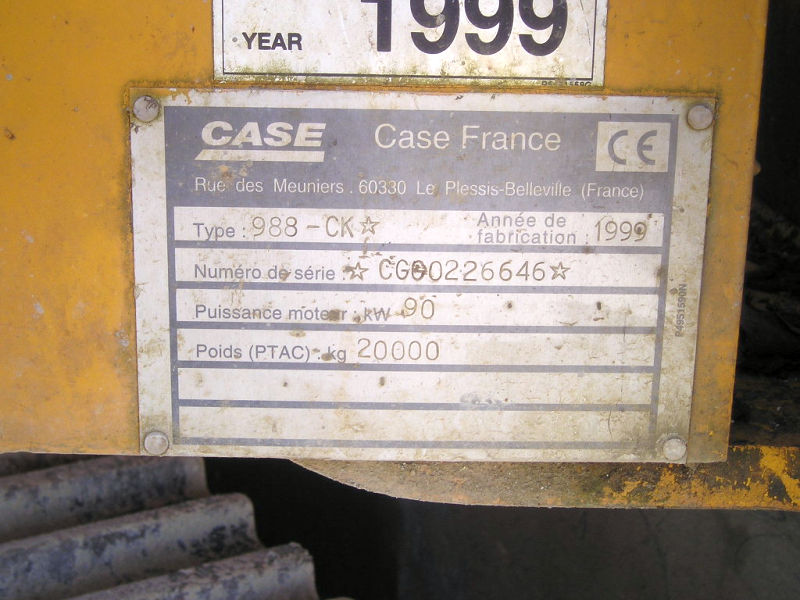 YEAR 1999
CASE Case France CE
Rue des Meuniers . 60330 Le Plessis-Belleville (France)
Type : 988-CK☆ Année de fabrication 1999
Numéro de série : ☆ CGG0226646☆
Puissance moteur : kW 90
Poids (PTAC) : kg 20000